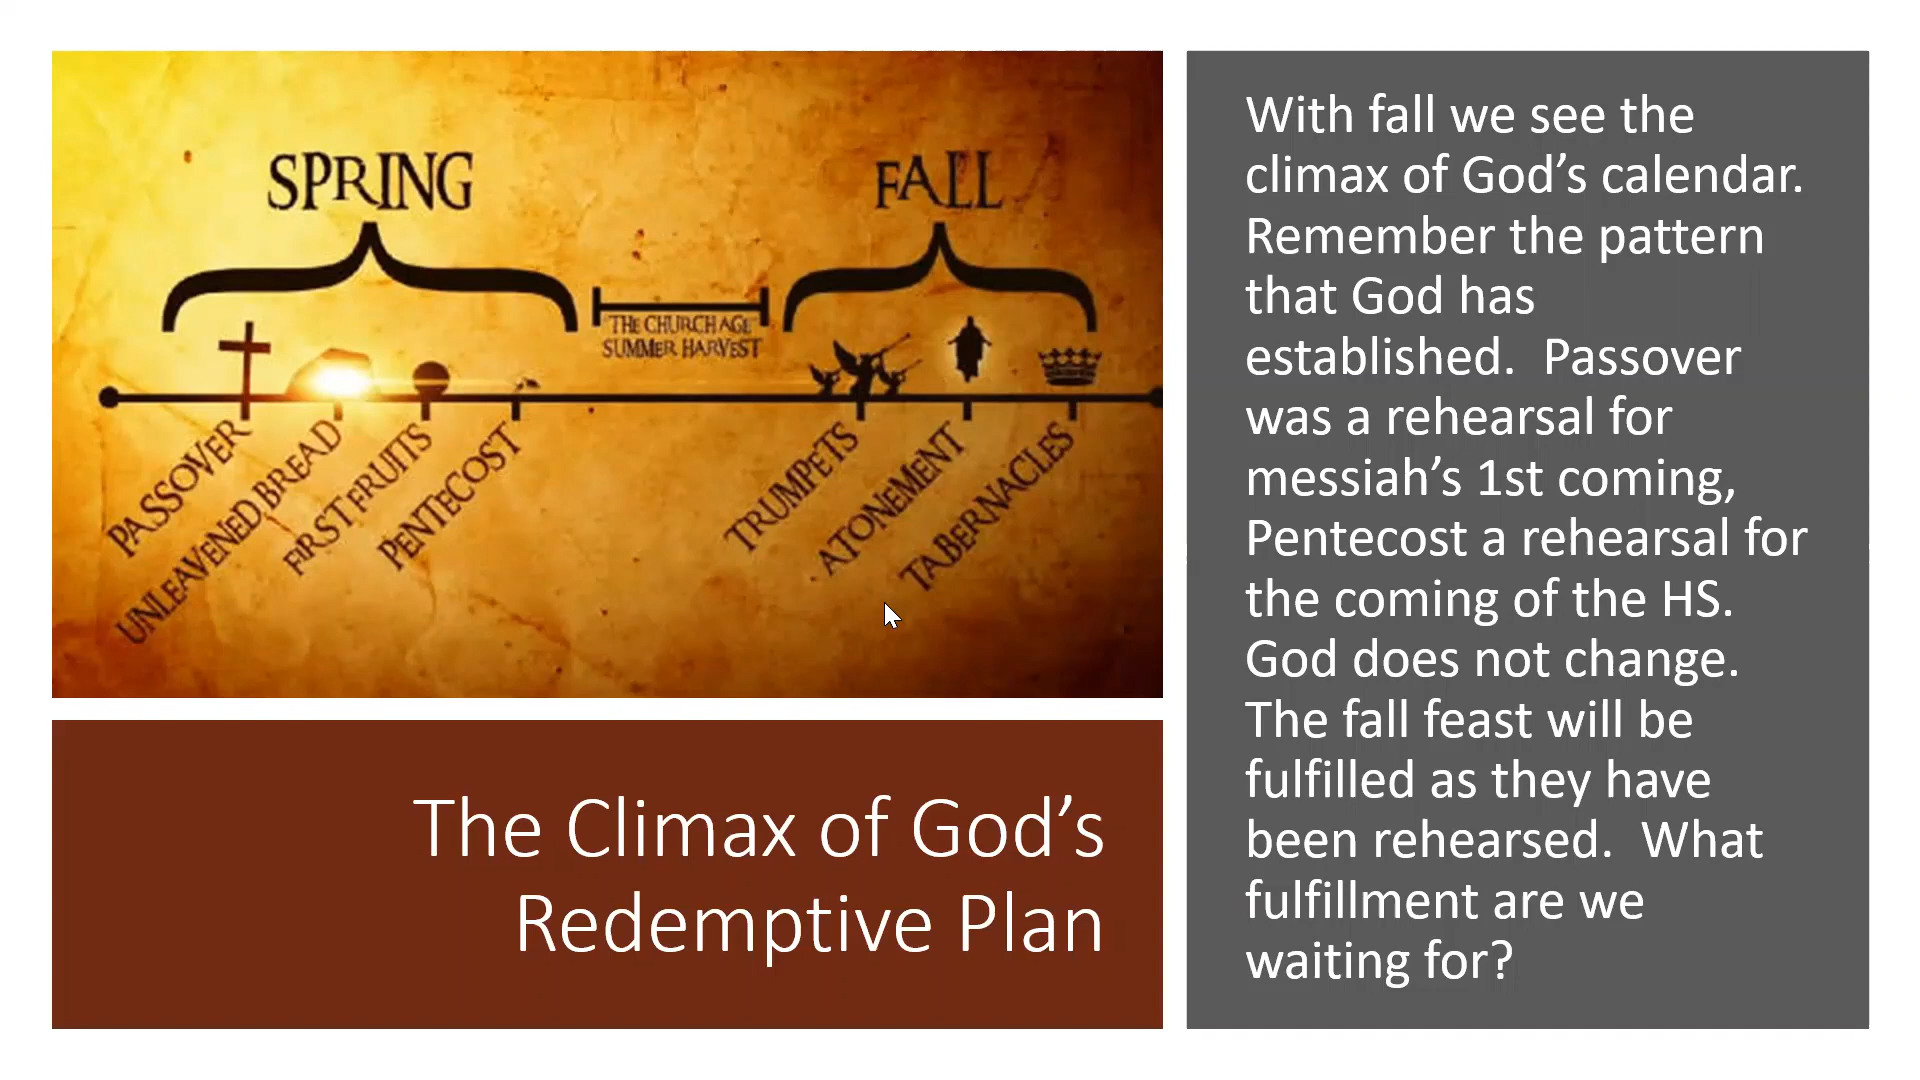 SPRING
FALL
THE CHURCH AGE
SUMMER HARVEST
PASSOVER
UNLEAVENED BREAD
FIRST FRUITS
PENTECOST
TRUMPETS
ATONEMENT
TABERNACLES
The Climax of God’s
Redemptive Plan
With fall we see the
climax of God’s calendar.
Remember the pattern
that God has
established.  Passover
was a rehearsal for
messiah’s 1st coming,
Pentecost a rehearsal for
the coming of the HS.
God does not change.
The fall feast will be
fulfilled as they have
been rehearsed.  What
fulfillment are we
waiting for?